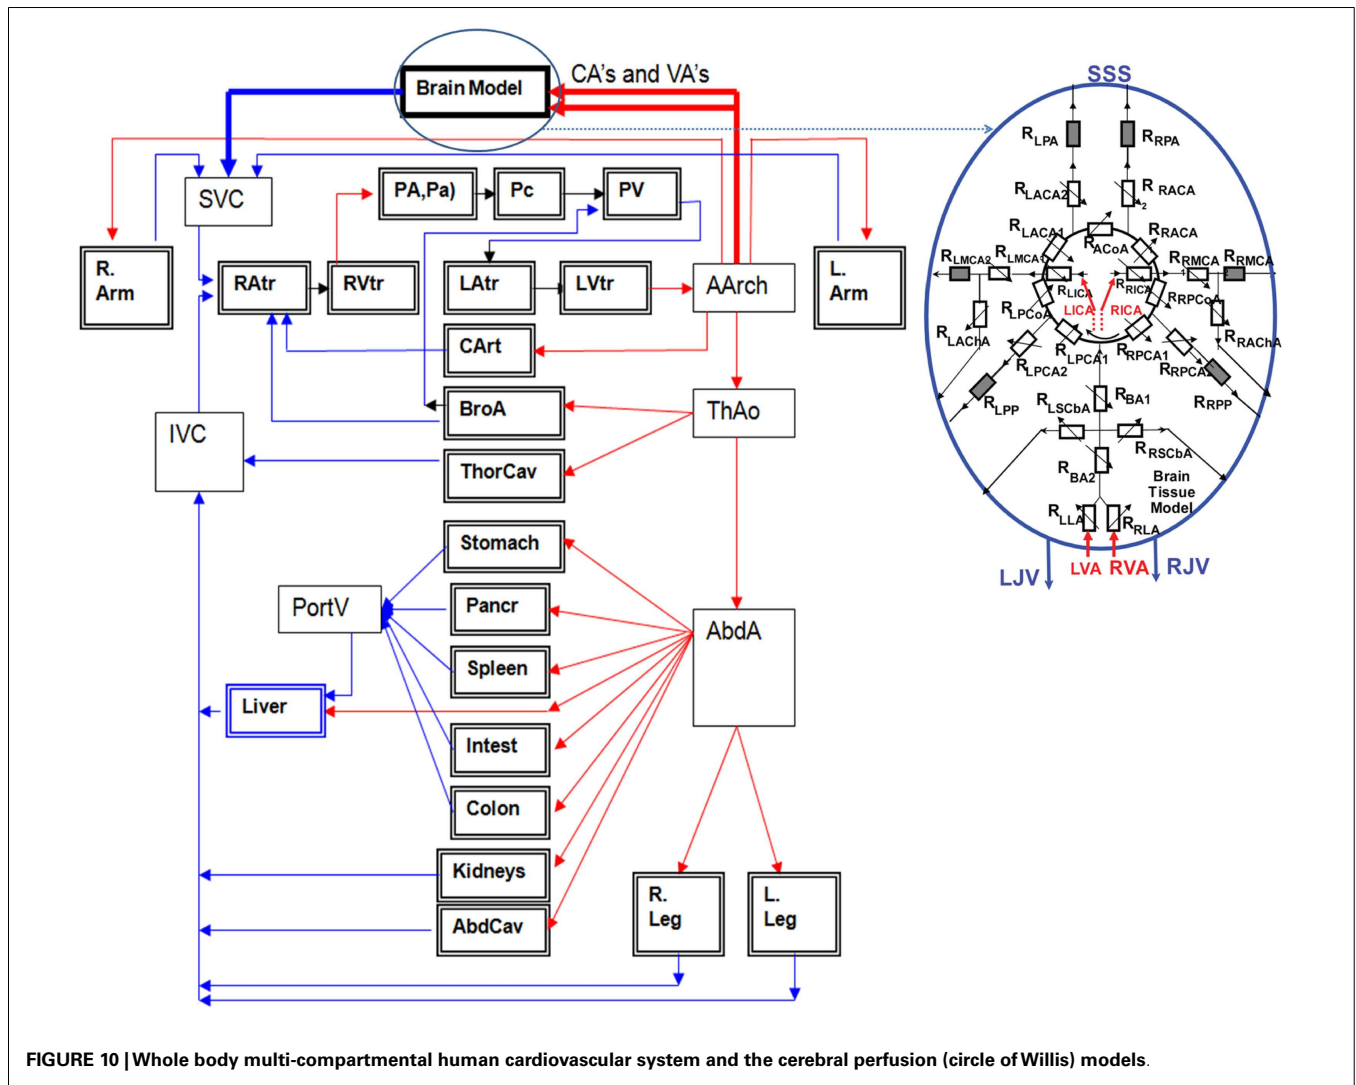 Brain Model
CA's and VA's
SVC
PA,Pa)
Pc
PV
R.
Arm
RAtr
RVtr
LAtr
LVtr
AArch
L.
Arm
CArt
BroA
ThAo
IVC
ThorCav
Stomach
PortV
Pancr
AbdA
Spleen
Liver
Intest
Colon
Kidneys
AbdCav
R.
Leg
L.
Leg
SSS
RLPA
RRPA
RLACA2
R RACA
2
RLACA1
RACoA
RRACA
RLMCA2
RLMCA1
RRMCA
1
RRMCA
RLICA
RRICA
LICA
RICA
RLPCoA
RRPCoA
RLAChA
RRAChA
RLPCA2
RLPCA1
RRPCA1
RRPCA2
RLPP
RRPP
RLSCbA
RBA1
RRSCbA
RBA2
Brain
Tissue
Model
RLLA
RRLA
LJV
LVA
RVA
RJV
FIGURE 10 | Whole body multi-compartmental human cardiovascular system and the cerebral perfusion (circle of Willis) models.